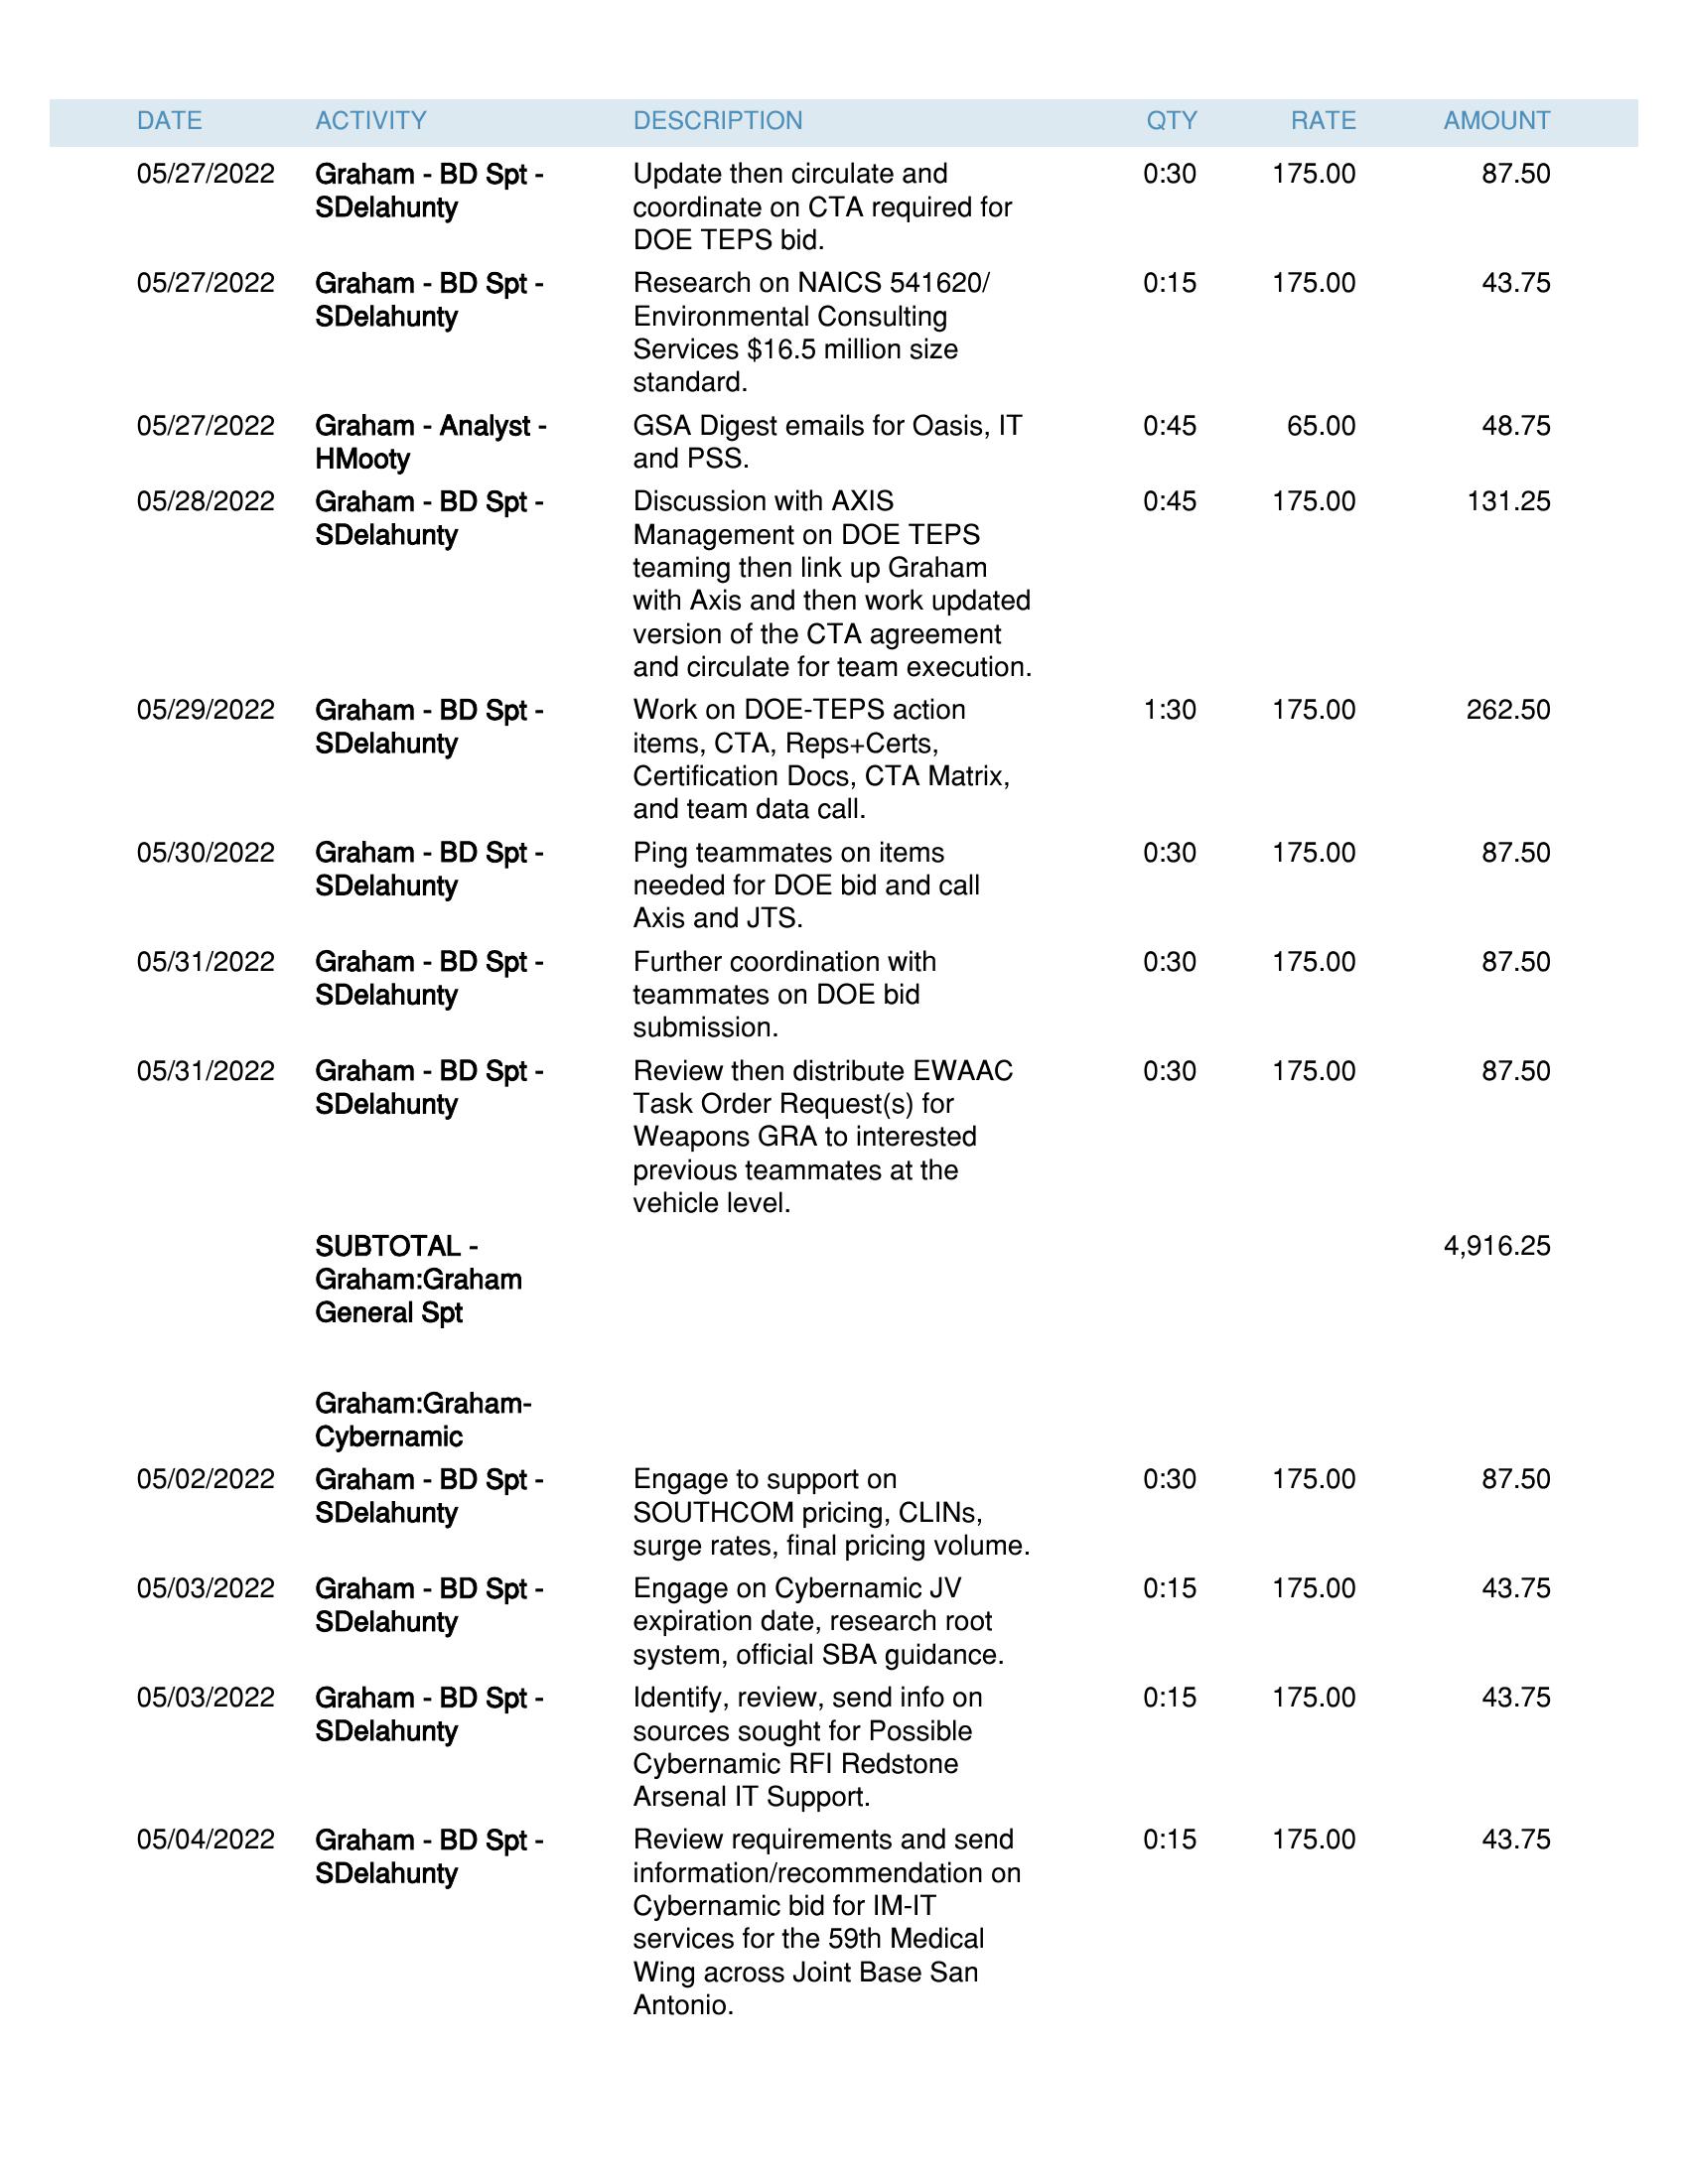 DATE ACTIVITY DESCRIPTION QTY RATE AMOUNT
05/27/2022 Graham - BD Spt - Update then circulate and 0:30 175.00 87.50
SDelahunty coordinate on CTA required for
DOE TEPS bid.
05/27/2022 Graham - BD Spt - Research on NAICS 541620/ 0:15 175.00 43.75
SDelahunty Environmental Consulting
Services $16.5 million size
standard.
05/27/2022 Graham - Analyst - GSA Digest emails for Oasis, IT 0:45 65.00 48.75
HMooty and PSS.
05/28/2022 Graham - BD Spt - Discussion with AXIS 0:45 175.00 131.25
SDelahunty Management on DOE TEPS
teaming then link up Graham
with Axis and then work updated
version of the CTA agreement
and circulate for team execution.
05/29/2022 Graham - BD Spt - Work on DOE-TEPS action 1:30 175.00 262.50
SDelahunty items, CTA, Reps+Certs,
Certification Docs, CTA Matrix,
and team data call.
05/30/2022 Graham - BD Spt - Ping teammates on items 0:30 175.00 87.50
SDelahunty needed for DOE bid and call
Axis and JTS.
05/31/2022 Graham - BD Spt - Further coordination with 0:30 175.00 87.50
SDelahunty teammates on DOE bid
submission.
05/31/2022 Graham - BD Spt - Review then distribute EWAAC 0:30 175.00 87.50
SDelahunty Task Order Request(s) for
Weapons GRA to interested
previous teammates at the
vehicle level.
SUBTOTAL - 4,916.25
Graham:Graham
General Spt
Graham:Graham-
Cybernamic
05/02/2022 Graham - BD Spt - Engage to support on 0:30 175.00 87.50
SDelahunty SOUTHCOM pricing, CLINs,
surge rates, final pricing volume.
05/03/2022 Graham - BD Spt - Engage on Cybernamic JV 0:15 175.00 43.75
SDelahunty expiration date, research root
system, official SBA guidance.
05/03/2022 Graham - BD Spt - Identify, review, send info on 0:15 175.00 43.75
SDelahunty sources sought for Possible
Cybernamic RFI Redstone
Arsenal IT Support.
05/04/2022 Graham - BD Spt - Review requirements and send 0:15 175.00 43.75
SDelahunty information/recommendation on
Cybernamic bid for IM-IT
services for the 59th Medical
Wing across Joint Base San
Antonio.